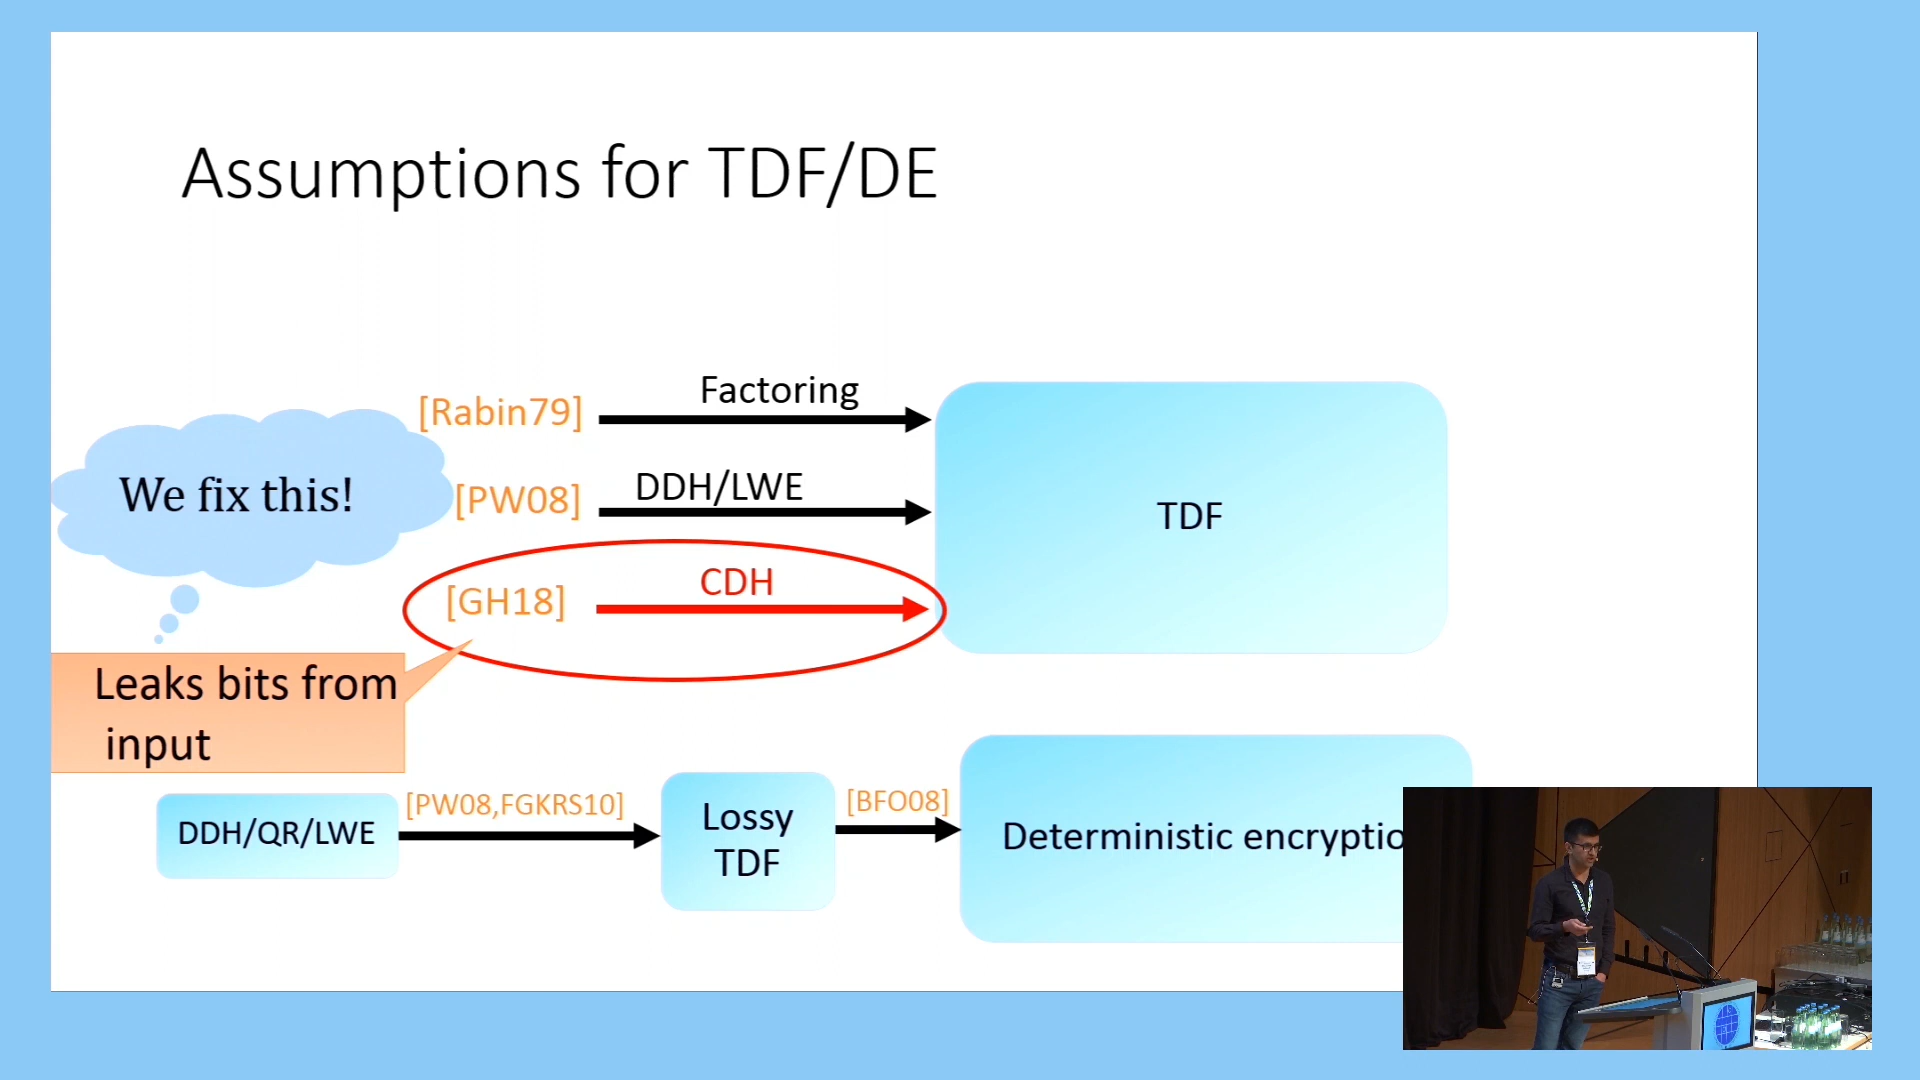 Assumptions for TDF/DE
[Rabin79]
Factoring
We fix this!
[PW08]
DDH/LWE
TDF
[GH18]
CDH
Leaks bits from
input
DDH/QR/LWE
[PW08,FGKRS10]
Lossy
TDF
[BFO08]
Deterministic encryptio